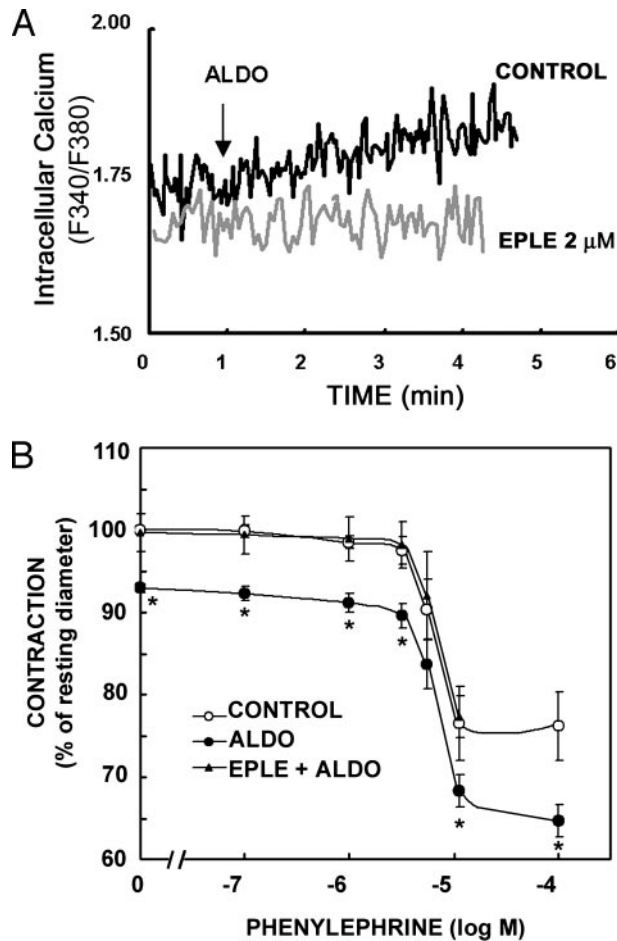 A
2.00
ALDO
CONTROL
Intracellular Calcium
(F340/F380)
1.75
EPLE 2 μM
1.50
0 1 2 3 4 5 6
TIME (min)
B
110
100
90
80
70
60
CONTRACTION
(% of resting diameter)
* * * * * *
CONTROL
ALDO
EPLE + ALDO
0 -7 -6 -5 -4
PHENYLEPHRINE (log M)